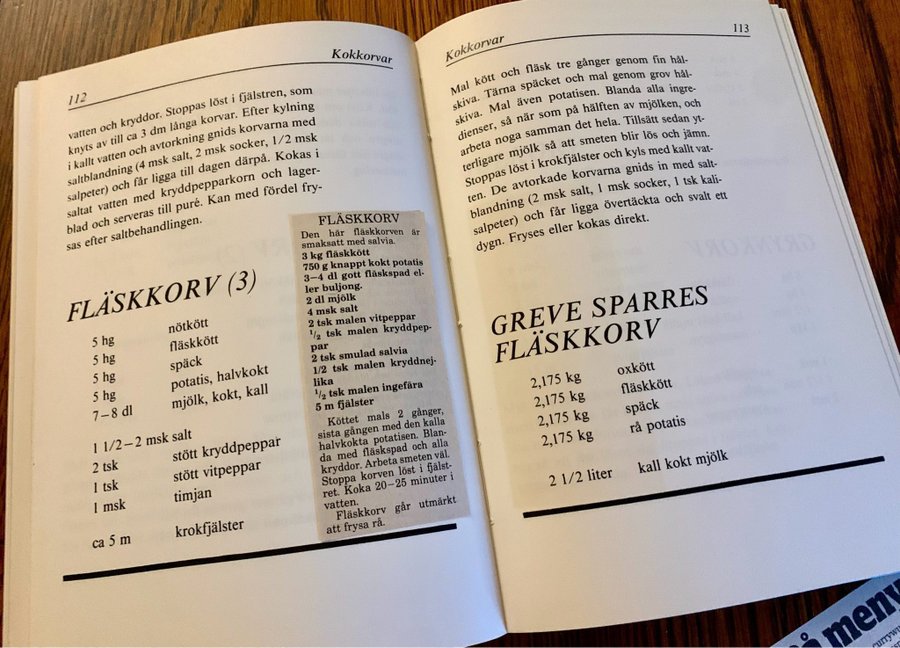 112
Kokkorvar
vatten och kryddor. Stoppas löst i fjälstren, som
knyts av till ca 3 dm långa korvar. Efter kylning
i kallt vatten och avtorkning gnids korvarna med
saltblandning (4 msk salt, 2 msk socker, 1/2 msk
salpeter) och får ligga till dagen därpå. Kokas i
saltat vatten med kryddpepparkorn och lager-
blad och serveras till puré. Kan med fördel fry-
sas efter saltbehandlingen.
FLÄSKKORV (3)
5 hg nötkött
5 hg fläskkött
5 hg späck
5 hg potatis, halvkokt
7–8 dl mjölk, kokt, kall
1 1/2–2 msk salt
2 tsk stött kryddpeppar
1 tsk stött vitpeppar
1 msk timjan
ca 5 m krokfjälster
FLÄSKKORV
Den här fläskkorven är
smaksatt med salvia.
3 kg fläskkött
750 g knappt kokt potatis
3–4 dl gott fläskspad el-
ler buljong.
2 dl mjölk
4 msk salt
2 tsk malen vitpeppar
1/2 tsk malen kryddpep-
par
2 tsk smulad salvia
1/2 tsk malen kryddnej-
lika
1/2 tsk malen ingefära
5 m fjälster
Köttet mals 2 gånger,
sista gången med den kalla
halvkokta potatisen. Blan-
da med fläskspad och alla
kryddor. Arbeta smeten väl.
Stoppa korven löst i fjälst-
ret. Koka 20–25 minuter i
vatten.
Fläskkorv går utmärkt
att frysa rå.
Kokkorvar
113
Mal kött och fläsk tre gånger genom fin hål-
skiva. Tärna späcket och mal genom grov hål-
skiva. Mal även potatisen. Blanda alla ingre-
dienser, så när som på hälften av mjölken, och
arbeta noga samman det hela. Tillsätt sedan yt-
terligare mjölk så att smeten blir lös och jämn.
Stoppas löst i krokfjälster och kyls med kallt vat-
ten. De avtorkade korvarna gnids in med salt-
blandning (2 msk salt, 1 msk socker, 1 tsk kali-
salpeter) och får ligga övertäckta och svalt ett
dygn. Fryses eller kokas direkt.
GREVE SPARRES
FLÄSKKORV
2,175 kg oxkött
2,175 kg fläskkött
2,175 kg späck
2,175 kg rå potatis
2 1/2 liter kall kokt mjölk
meny